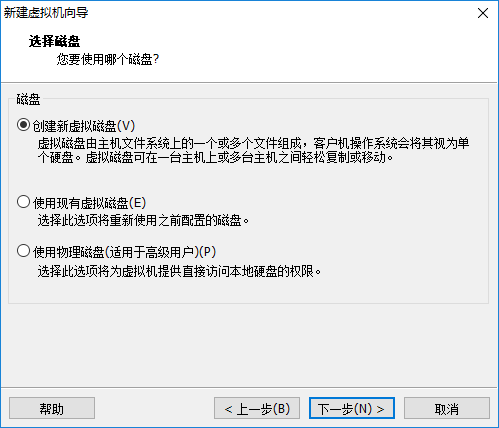 新建虚拟机向导
选择磁盘
您要使用哪个磁盘?
磁盘
创建新虚拟磁盘(V)
虚拟磁盘由主机文件系统上的一个或多个文件组成，客户机操作系统会将其视为单
个硬盘。虚拟磁盘可在一台主机上或多台主机之间轻松复制或移动。
使用现有虚拟磁盘(E)
选择此选项将重新使用之前配置的磁盘。
使用物理磁盘(适用于高级用户)(P)
选择此选项将为虚拟机提供直接访问本地硬盘的权限。
帮助
< 上一步(B)
下一步(N) >
取消